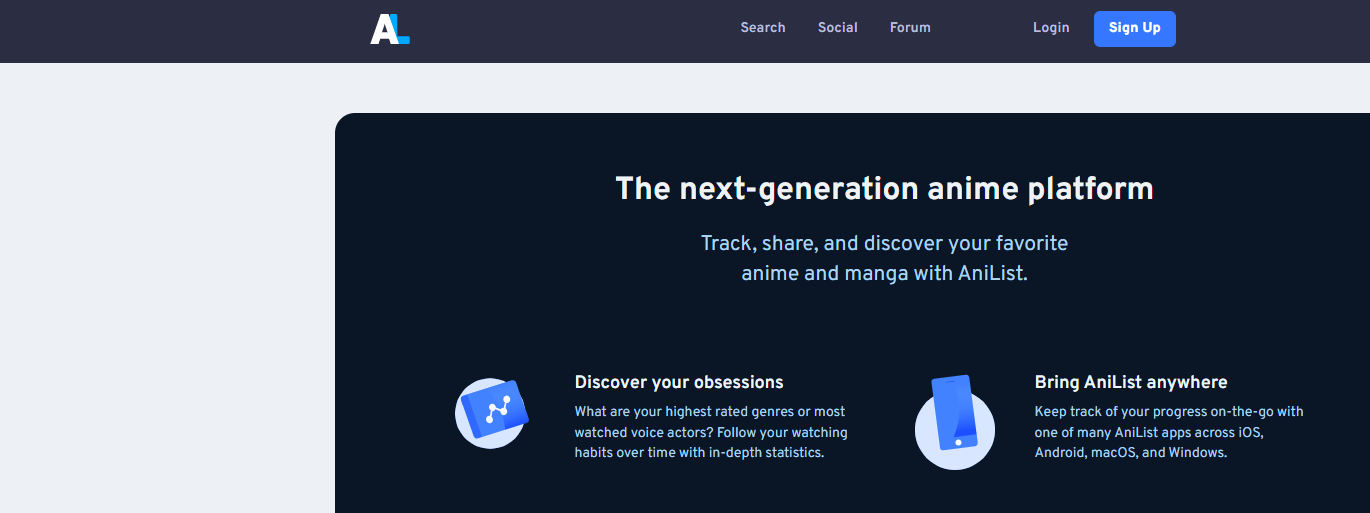 AL
Search Social Forum Login Sign Up
The next-generation anime platform
Track, share, and discover your favorite
anime and manga with AniList.
Discover your obsessions
What are your highest rated genres or most
watched voice actors? Follow your watching
habits over time with in-depth statistics.
Bring AniList anywhere
Keep track of your progress on-the-go with
one of many AniList apps across iOS,
Android, macOS, and Windows.